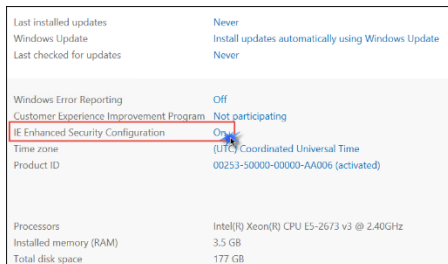 Last installed updates Never
Windows Update Install updates automatically using Windows Update
Last checked for updates Never
Windows Error Reporting Off
Customer Experience Improvement Program Not participating
IE Enhanced Security Configuration On
Time zone (UTC) Coordinated Universal Time
Product ID 00253-50000-00000-AA006 (activated)
Processors Intel(R) Xeon(R) CPU E5-2673 v3 @ 2.40GHz
Installed memory (RAM) 3.5 GB
Total disk space 177 GB